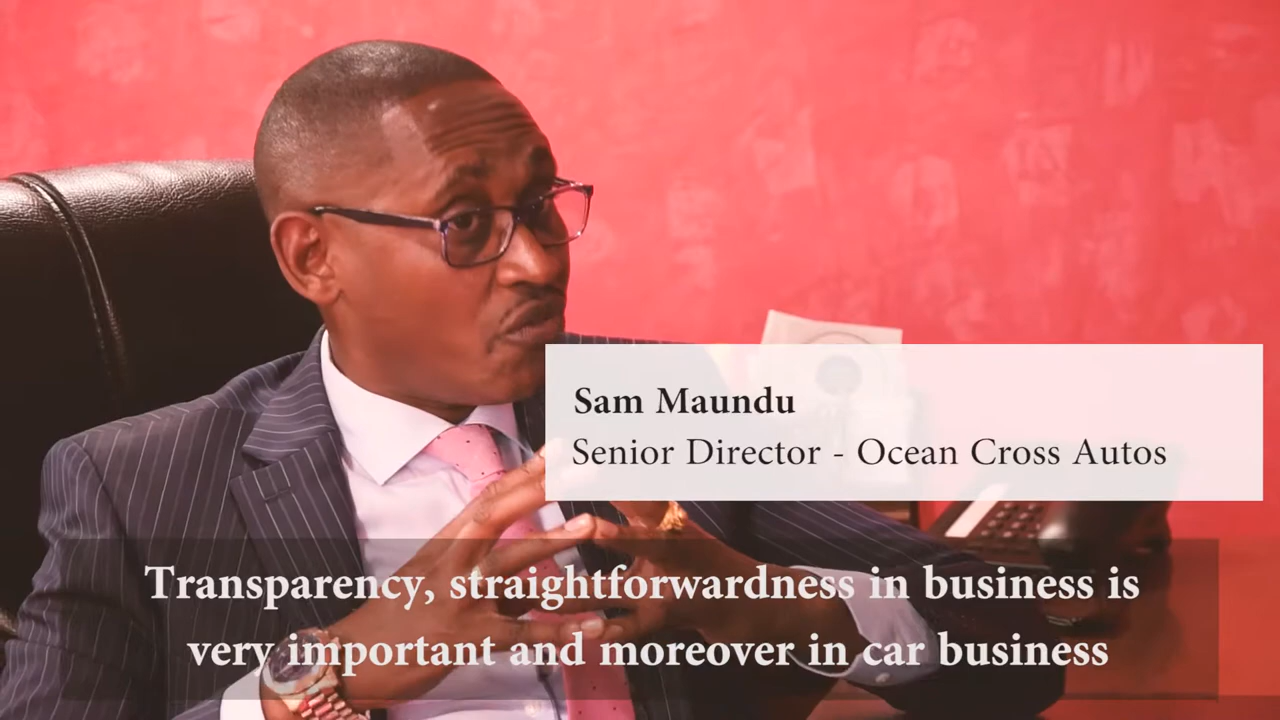 Sam Maundu
Senior Director - Ocean Cross Autos
Transparency, straightforwardness in business is
very important and moreover in car business